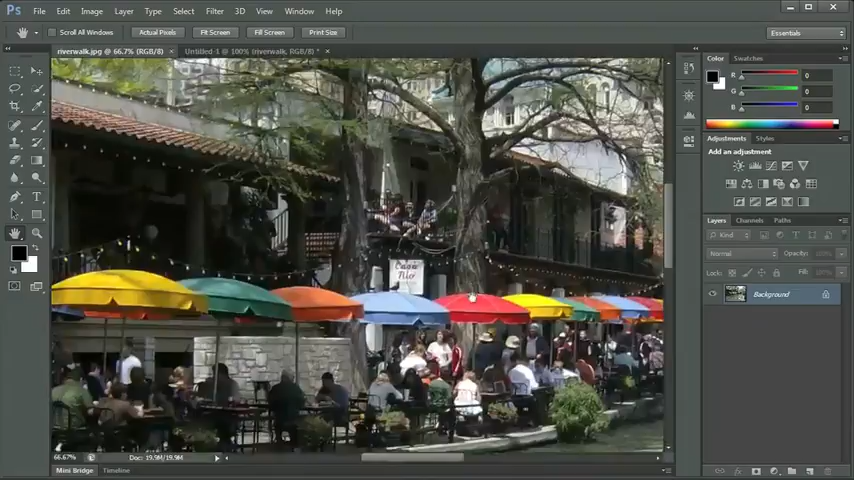 Ps File Edit Image Layer Type Select Filter 3D View Window Help
Scroll All Windows Actual Pixels Fit Screen Fill Screen Print Size Essentials
riverwalk.jpg @ 66.7% (RGB/8) × Untitled-1 @ 100% (riverwalk, RGB/8) * ×
Color Swatches
R 0
G 0
B 0
Adjustments Styles
Add an adjustment
Layers Channels Paths
Kind
Normal Opacity:
Lock: Fill:
Background
Casa
Rio
66.67% Doc: 19.9M/19.9M
Mini Bridge Timeline